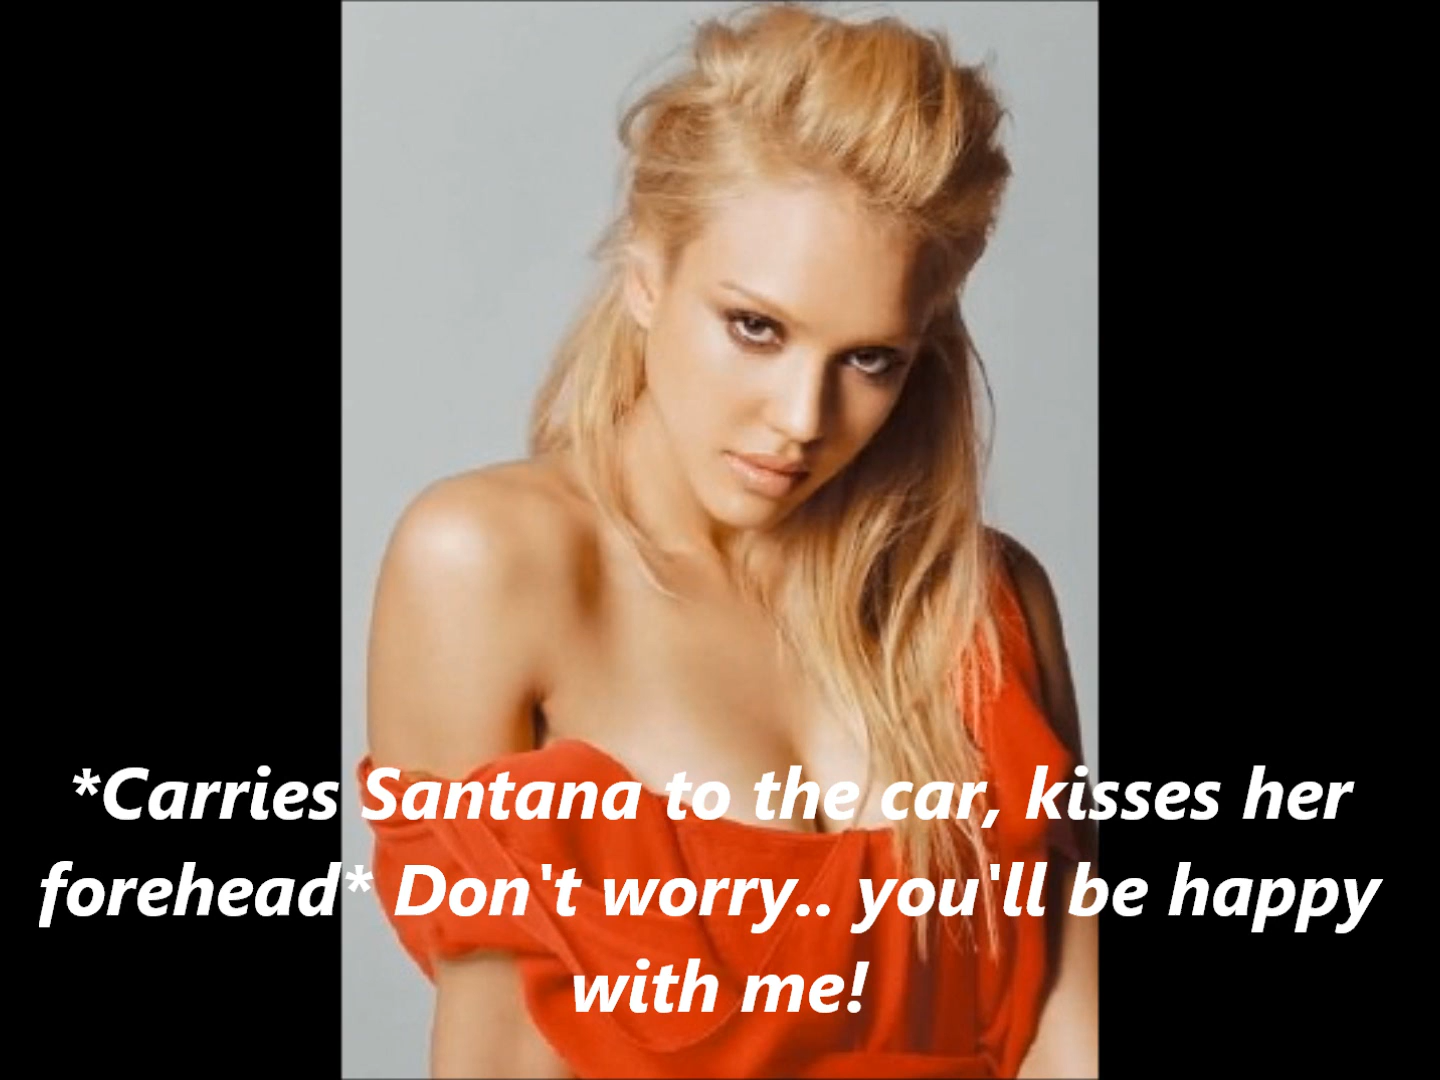 *Carries Santana to the car, kisses her
forehead* Don't worry.. you'll be happy
with me!